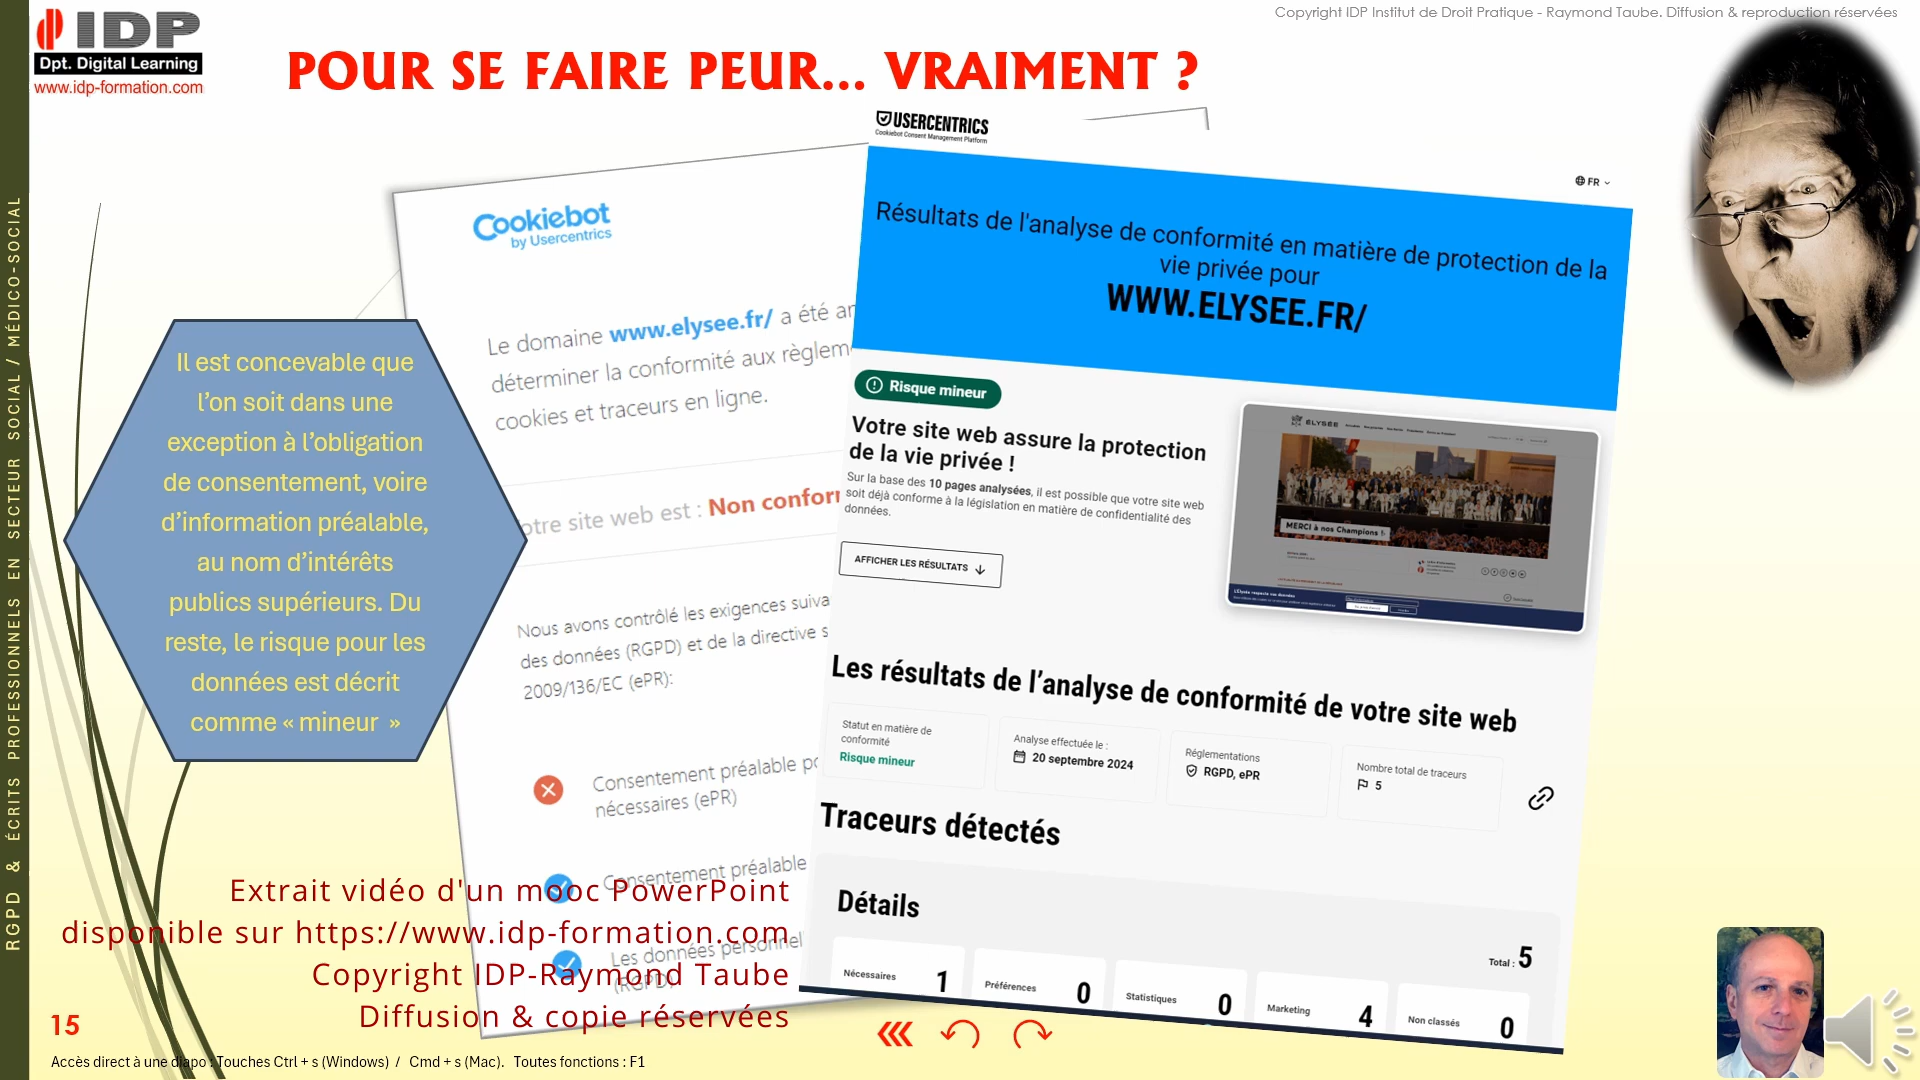 Copyright IDP Institut de Droit Pratique - Raymond Taube. Diffusion & reproduction réservées
IDP
Dpt. Digital Learning
www.idp-formation.com
POUR SE FAIRE PEUR... VRAIMENT ?
RGPD & ÉCRITS PROFESSIONNELS EN SECTEUR SOCIAL / MÉDICO-SOCIAL
Il est concevable que
l’on soit dans une
exception à l’obligation
de consentement, voire
d’information préalable,
au nom d’intérêts
publics supérieurs. Du
reste, le risque pour les
données est décrit
comme « mineur »
Cookiebot
by Usercentrics
Le domaine www.elysee.fr/ a été
déterminer la conformité aux
cookies et traceurs en ligne.
otre site web est : Non
Nous avons contrôlé les exigences
des données (RGPD) et de la directive
2009/136/EC (ePR):
Consentement préalable
nécessaires (ePR)
Consentement préalable
Les données
(RGPD)
USERCENTRICS
Cookiebot Consent Management Platform
FR
Résultats de l'analyse de conformité en matière de protection de la
vie privée pour
WWW.ELYSEE.FR/
Risque mineur
Votre site web assure la protection
de la vie privée !
Sur la base des 10 pages analysées, il est possible que votre site web
soit déjà conforme à la législation en matière de confidentialité des
données.
AFFICHER LES RÉSULTATS
ÉLYSÉE
MERCI à nos Champions !
Les résultats de l’analyse de conformité de votre site web
Statut en matière de
conformité
Risque mineur
Analyse effectuée le :
20 septembre 2024
Réglementations
RGPD, ePR
Nombre total de traceurs
5
Traceurs détectés
Détails
Total : 5
Nécessaires 1
Préférences 0
Statistiques 0
Marketing 4
Non classés 0
Extrait vidéo d'un mooc PowerPoint
disponible sur https://www.idp-formation.com
Copyright IDP-Raymond Taube
Diffusion & copie réservées
15
Accès direct à une diapo : Touches Ctrl + s (Windows) / Cmd + s (Mac). Toutes fonctions : F1